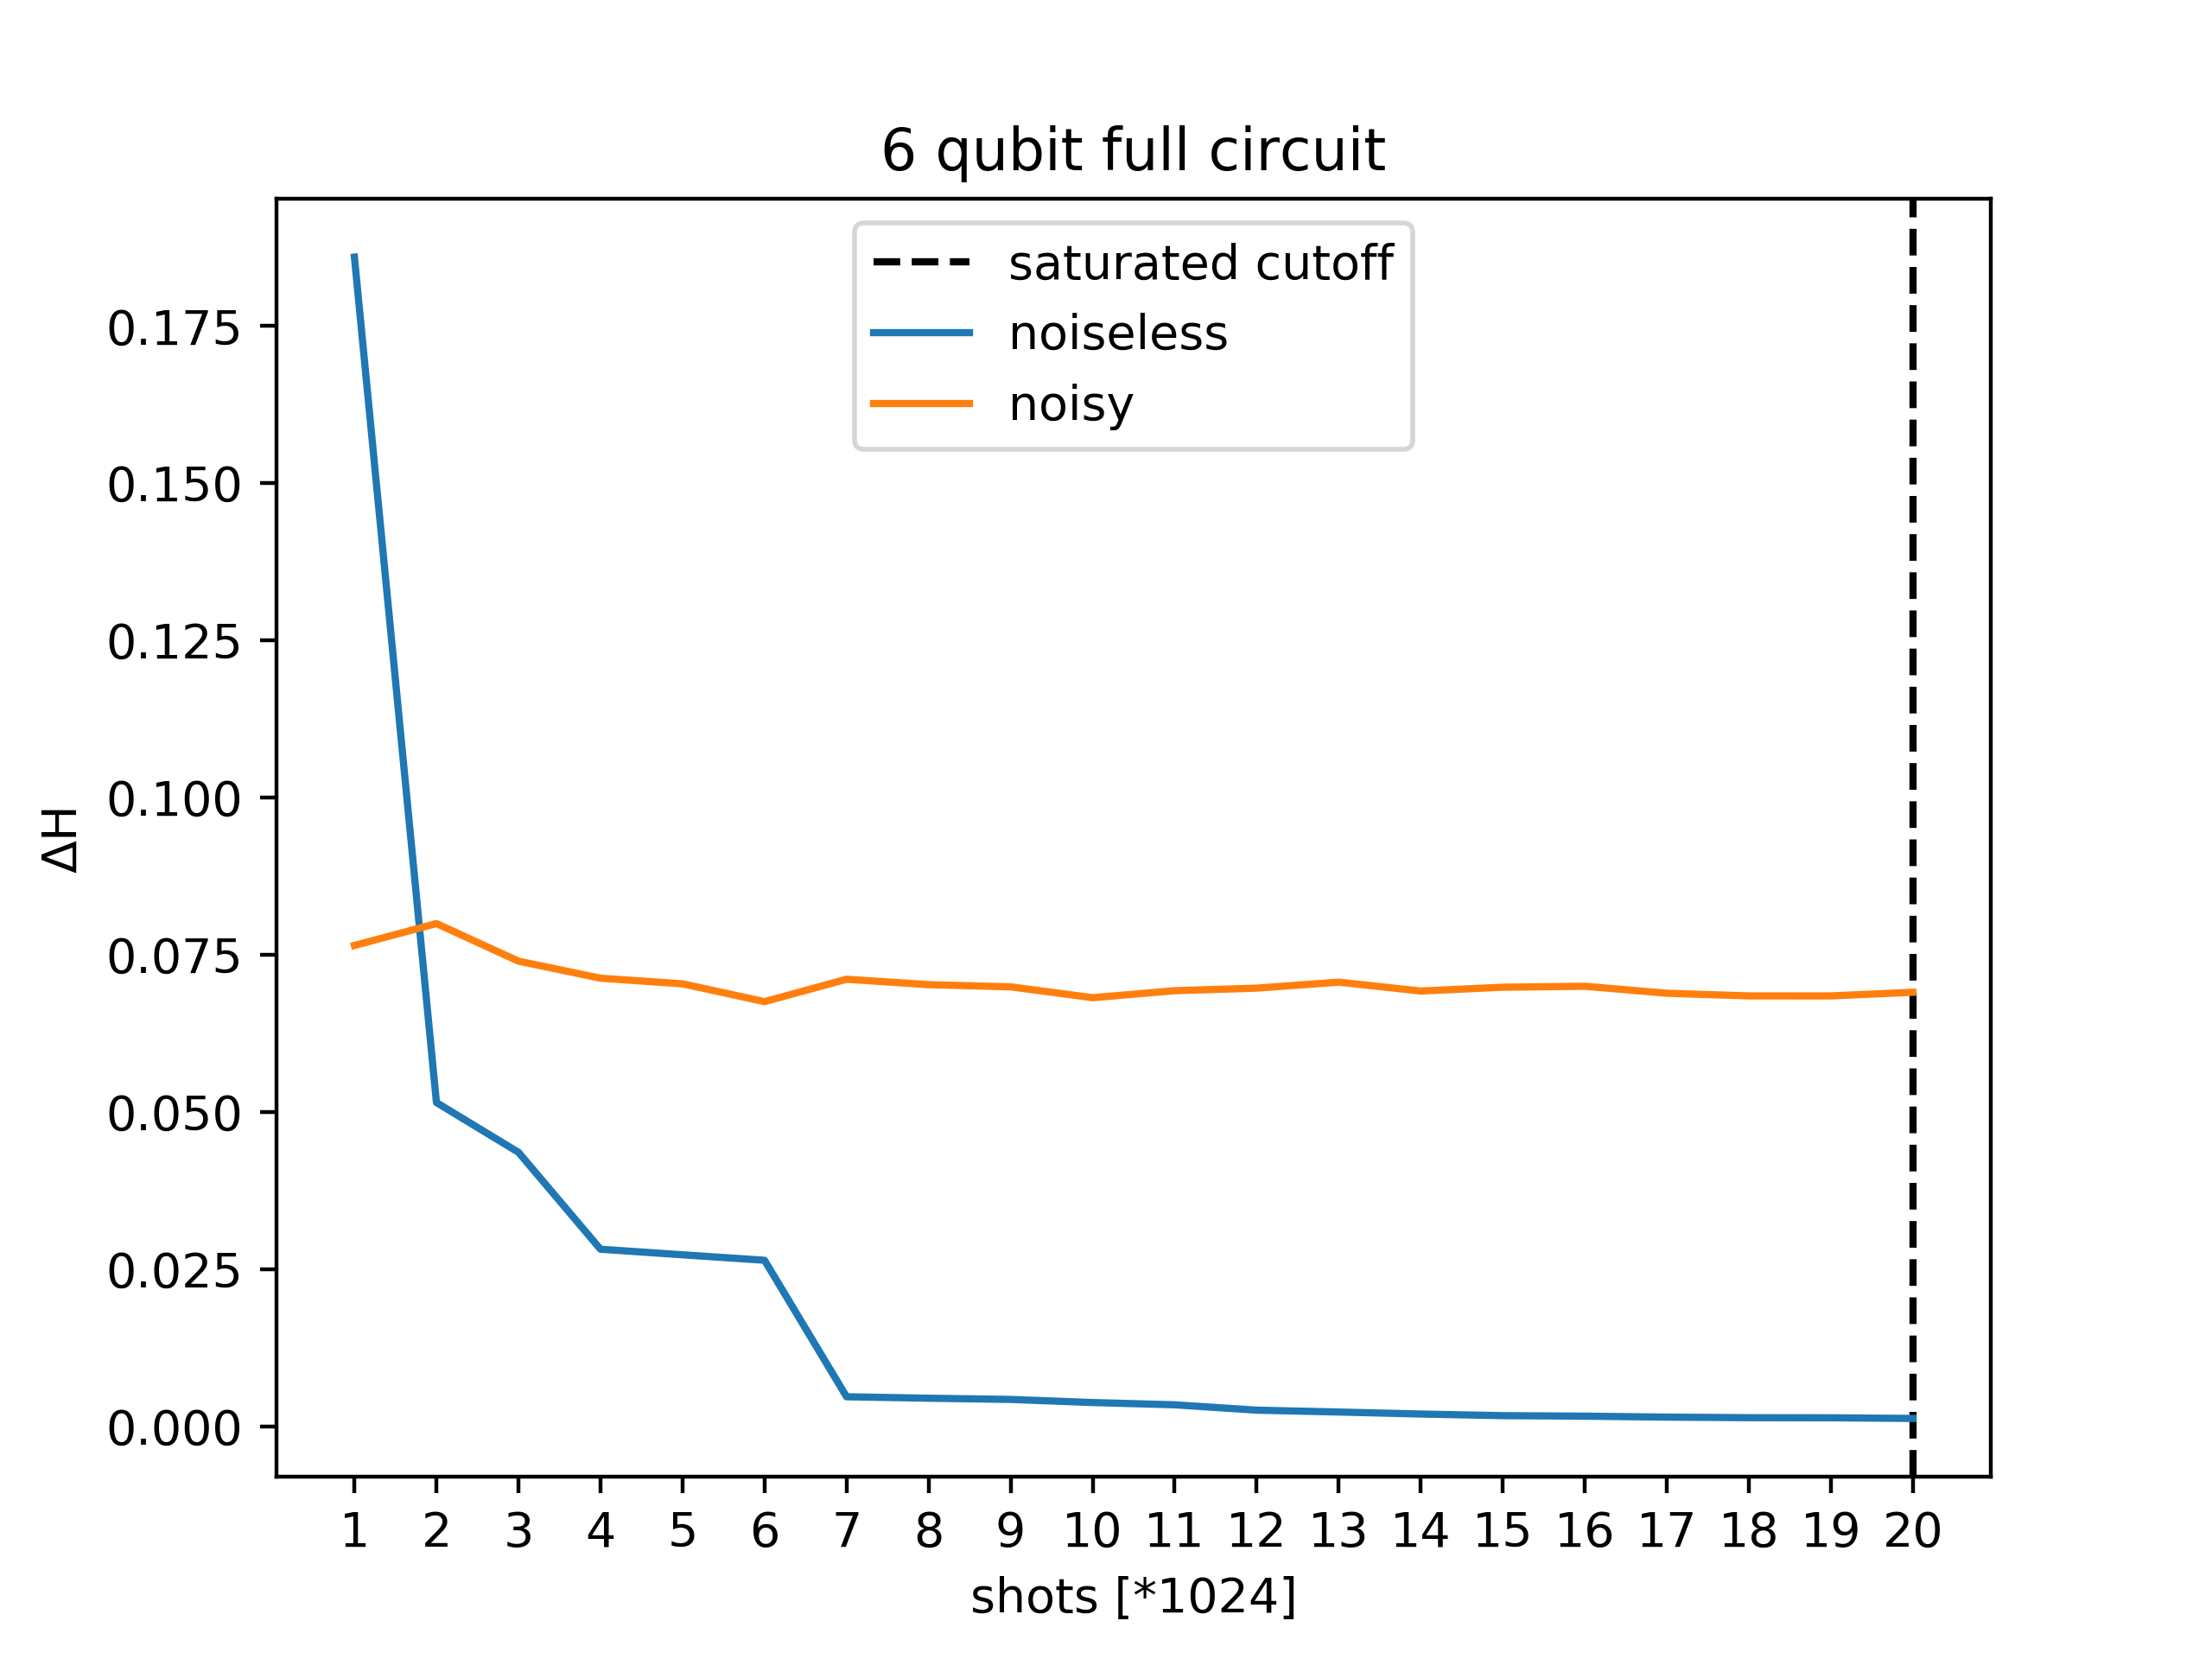 6 qubit full circuit
saturated cutoff
noiseless
noisy
0.175
0.150
0.125
0.100
0.075
0.050
0.025
0.000
ΔH
1 2 3 4 5 6 7 8 9 10 11 12 13 14 15 16 17 18 19 20
shots [*1024]